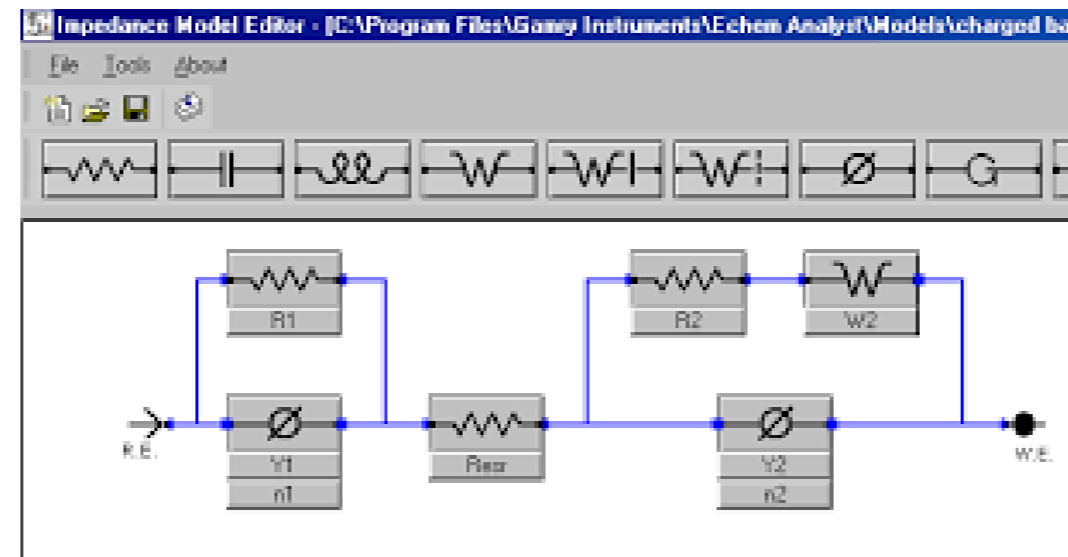 Impedance Model Editor - [C:\Program Files\Gamry Instruments\Echem Analyst\Models\charged ba
File Tools About
W W W Ø G
R1 R2 W2
R.E. W.E.
Y1 Resr Y2
n1 n2